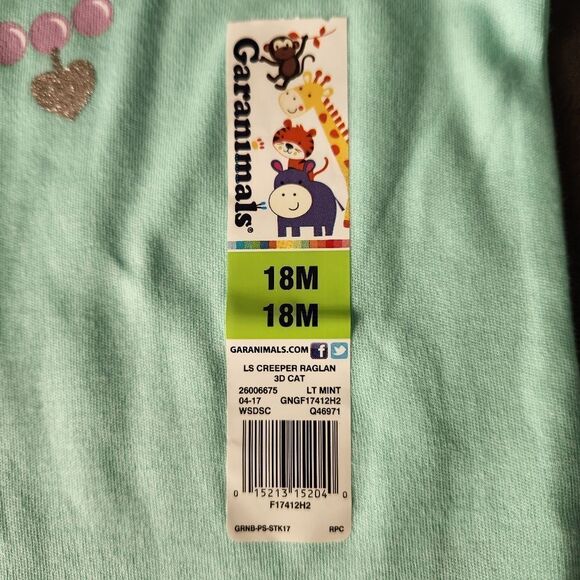 Garanimals®
18M
18M
GARANIMALS.COM
LS CREEPER RAGLAN
3D CAT
26006675 LT MINT
04-17 GNGF17412H2
WSDSC Q46971
0 15213 15204 0
F17412H2
GRNB-PS-STK17 RPC